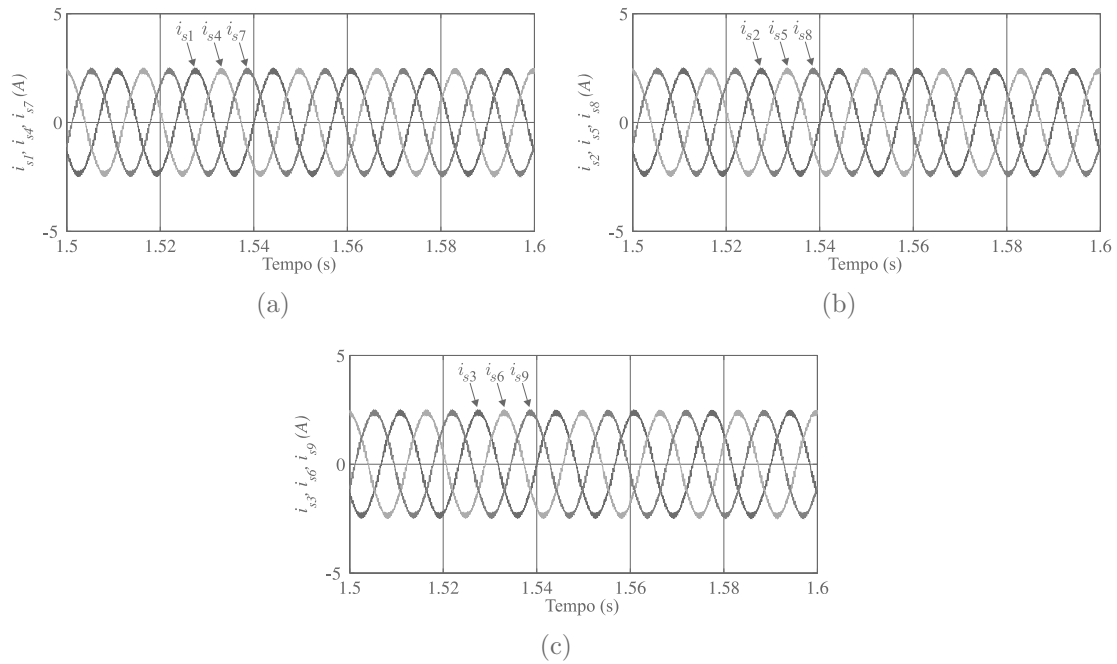 5
0
-5
i_{s1} i_{s4} i_{s7}
i_{s1}, i_{s4}, i_{s7} (A)
1.5 1.52 1.54 1.56 1.58 1.6
Tempo (s)
(a)
5
0
-5
i_{s2} i_{s5} i_{s8}
i_{s2}, i_{s5}, i_{s8} (A)
1.5 1.52 1.54 1.56 1.58 1.6
Tempo (s)
(b)
5
0
-5
i_{s3} i_{s6} i_{s9}
i_{s3}, i_{s6}, i_{s9} (A)
1.5 1.52 1.54 1.56 1.58 1.6
Tempo (s)
(c)